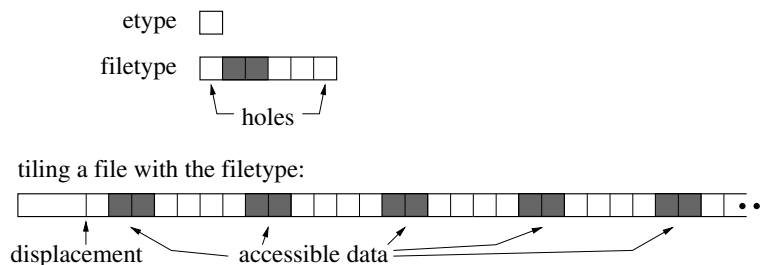 etype
filetype
holes
tiling a file with the filetype:
displacement
accessible data